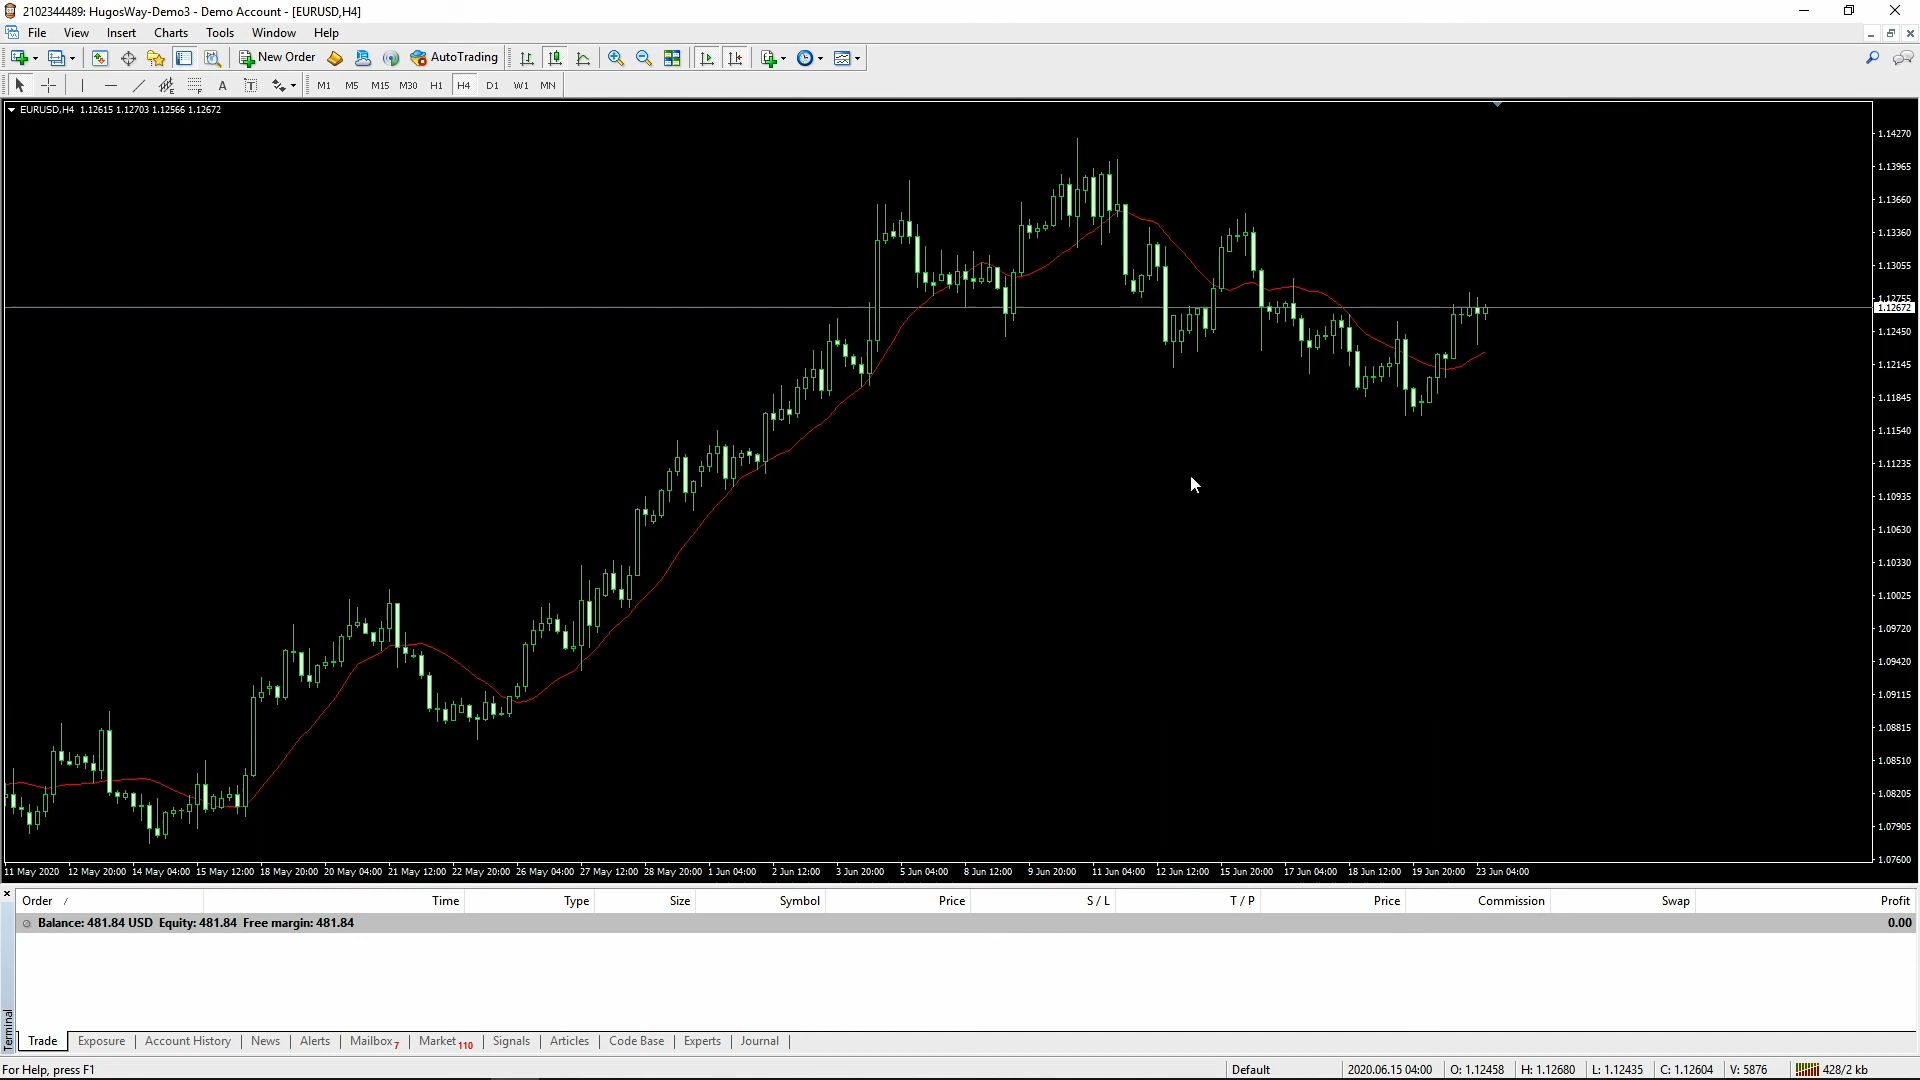 2102344489: HugosWay-Demo3 - Demo Account - [EURUSD,H4]
File View Insert Charts Tools Window Help
New Order AutoTrading
A T M1 M5 M15 M30 H1 H4 D1 W1 MN
EURUSD,H4 1.12615 1.12703 1.12566 1.12672
1.14270
1.13965
1.13660
1.13360
1.13055
1.12755
1.12672
1.12450
1.12145
1.11845
1.11540
1.11235
1.10935
1.10630
1.10330
1.10025
1.09720
1.09420
1.09115
1.08815
1.08510
1.08205
1.07905
1.07600
11 May 2020 12 May 20:00 14 May 04:00 15 May 12:00 18 May 20:00 20 May 04:00 21 May 12:00 22 May 20:00 26 May 04:00 27 May 12:00 28 May 20:00 1 Jun 04:00 2 Jun 12:00 3 Jun 20:00 5 Jun 04:00 8 Jun 12:00 9 Jun 20:00 11 Jun 04:00 12 Jun 12:00 15 Jun 20:00 17 Jun 04:00 18 Jun 12:00 19 Jun 20:00 23 Jun 04:00
Order / Time Type Size Symbol Price S / L T / P Price Commission Swap Profit
Balance: 481.84 USD Equity: 481.84 Free margin: 481.84 0.00
Terminal
Trade Exposure Account History News Alerts Mailbox 7 Market 110 Signals Articles Code Base Experts Journal
For Help, press F1 Default 2020.06.15 04:00 O: 1.12458 H: 1.12680 L: 1.12435 C: 1.12604 V: 5876 428/2 kb